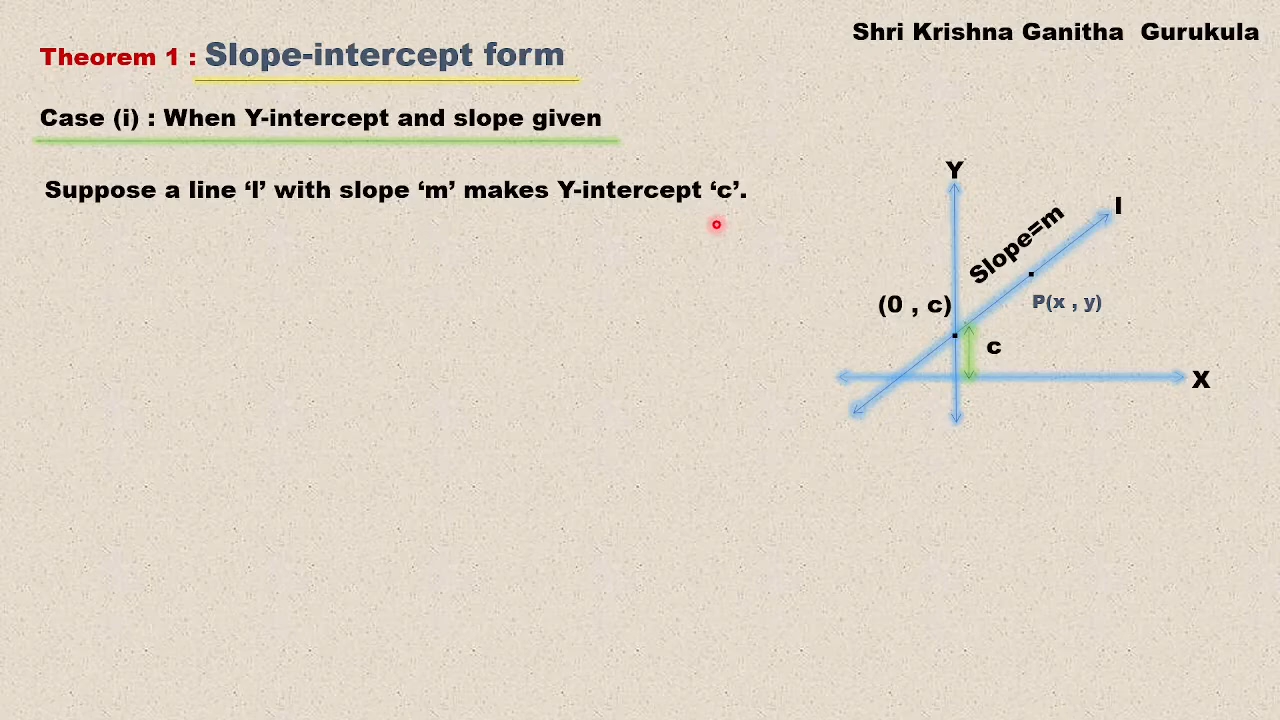 Shri Krishna Ganitha Gurukula
Theorem 1 : Slope-intercept form
Case (i) : When Y-intercept and slope given
Suppose a line ‘l’ with slope ‘m’ makes Y-intercept ‘c’.
Y
l
Slope=m
P(x , y)
(0 , c)
c
X